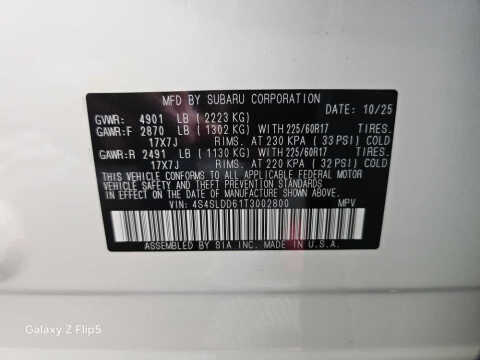 MFD BY SUBARU CORPORATION
DATE: 10/25
GVWR: 4901 LB ( 2223 KG)
GAWR:F 2870 LB ( 1302 KG) WITH 225/60R17 TIRES.
17X7J RIMS. AT 230 KPA ( 33 PSI) COLD
GAWR:R 2491 LB ( 1130 KG) WITH 225/60R17 TIRES.
17X7J RIMS. AT 220 KPA ( 32 PSI) COLD
THIS VEHICLE CONFORMS TO ALL APPLICABLE FEDERAL MOTOR
VEHICLE SAFETY AND BUMPER STANDARDS IN EFFECT
ON THE DATE OF MANUFACTURE SHOWN ABOVE.
VIN: 4S4SLDD61T3002800 MPV
ASSEMBLED BY SIA INC. MADE IN U.S.A.
Galaxy Z Flip5